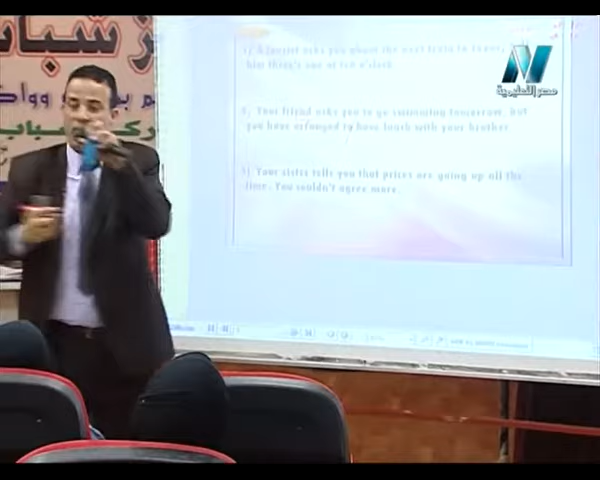 شباب
1) A tourist asks you about the next train to
him there's one at ten o'clock.
مصر التعليمية
2. Your friend asks you to go swimming tomorrow, but
you have arranged to have lunch with your brother.
3) Your sister tells you that prices are going up all the
time. You couldn't agree more.